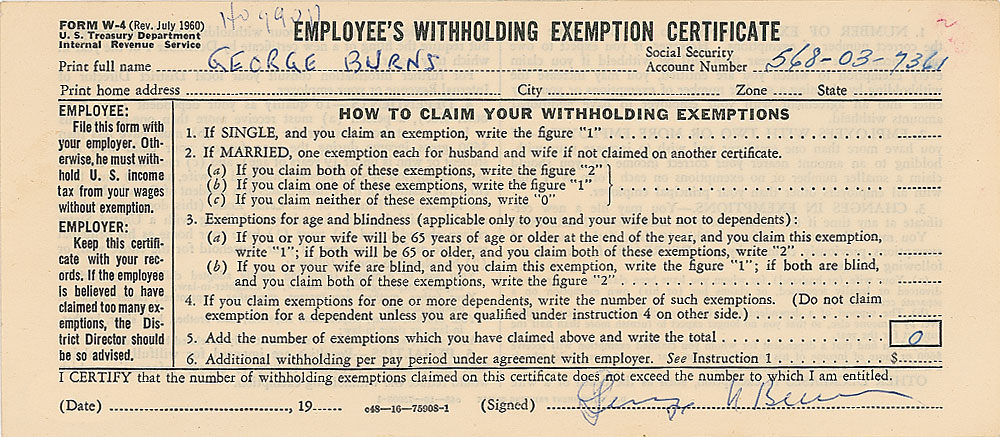 FORM W-4 (Rev. July 1960)
U. S. Treasury Department
Internal Revenue Service
EMPLOYEE'S WITHHOLDING EXEMPTION CERTIFICATE
Print full name GEORGE BURNS Social Security Account Number 568-03-7361
Print home address City Zone State
EMPLOYEE:
File this form with
your employer. Oth-
erwise, he must with-
hold U. S. income
tax from your wages
without exemption.
EMPLOYER:
Keep this certifi-
cate with your rec-
ords. If the employee
is believed to have
claimed too many ex-
emptions, the Dis-
trict Director should
be so advised.
HOW TO CLAIM YOUR WITHHOLDING EXEMPTIONS
1. If SINGLE, and you claim an exemption, write the figure "1"
2. If MARRIED, one exemption each for husband and wife if not claimed on another certificate.
(a) If you claim both of these exemptions, write the figure "2"
(b) If you claim one of these exemptions, write the figure "1"
(c) If you claim neither of these exemptions, write "0"
3. Exemptions for age and blindness (applicable only to you and your wife but not to dependents):
(a) If you or your wife will be 65 years of age or older at the end of the year, and you claim this exemption,
write "1"; if both will be 65 or older, and you claim both of these exemptions, write "2"
(b) If you or your wife are blind, and you claim this exemption, write the figure "1"; if both are blind,
and you claim both of these exemptions, write the figure "2"
4. If you claim exemptions for one or more dependents, write the number of such exemptions. (Do not claim
exemption for a dependent unless you are qualified under instruction 4 on other side.)
5. Add the number of exemptions which you have claimed above and write the total 0
6. Additional withholding per pay period under agreement with employer. See Instruction 1 $
I CERTIFY that the number of withholding exemptions claimed on this certificate does not exceed the number to which I am entitled.
(Date) , 19 c48—16—75908-1 (Signed) George N Burns